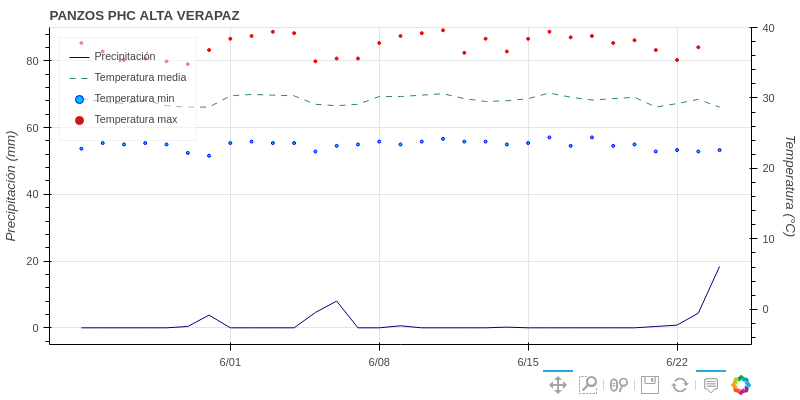 PANZOS PHC ALTA VERAPAZ
Precipitación
Temperatura media
Temperatura min
Temperatura max
Precipitación (mm)
80
60
40
20
0
Temperatura (°C)
40
30
20
10
0
6/01
6/08
6/15
6/22